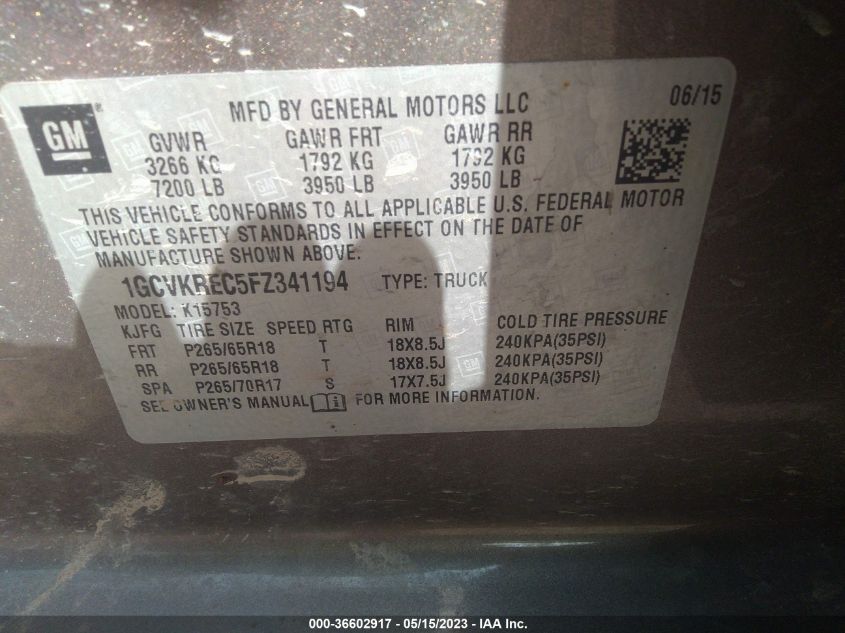 GM
®
MFD BY GENERAL MOTORS LLC
06/15
GVWR GAWR FRT GAWR RR
3266 KG 1792 KG 1792 KG
7200 LB 3950 LB 3950 LB
THIS VEHICLE CONFORMS TO ALL APPLICABLE U.S. FEDERAL MOTOR
VEHICLE SAFETY STANDARDS IN EFFECT ON THE DATE OF
MANUFACTURE SHOWN ABOVE.
1GCVKREC5FZ341194 TYPE: TRUCK
MODEL: K15753
KJFG TIRE SIZE SPEED RTG RIM COLD TIRE PRESSURE
FRT P265/65R18 T 18X8.5J 240KPA(35PSI)
RR P265/65R18 T 18X8.5J 240KPA(35PSI)
SPA P265/70R17 S 17X7.5J 240KPA(35PSI)
SEE OWNER'S MANUAL FOR MORE INFORMATION.
000-36602917 - 05/15/2023 - IAA Inc.